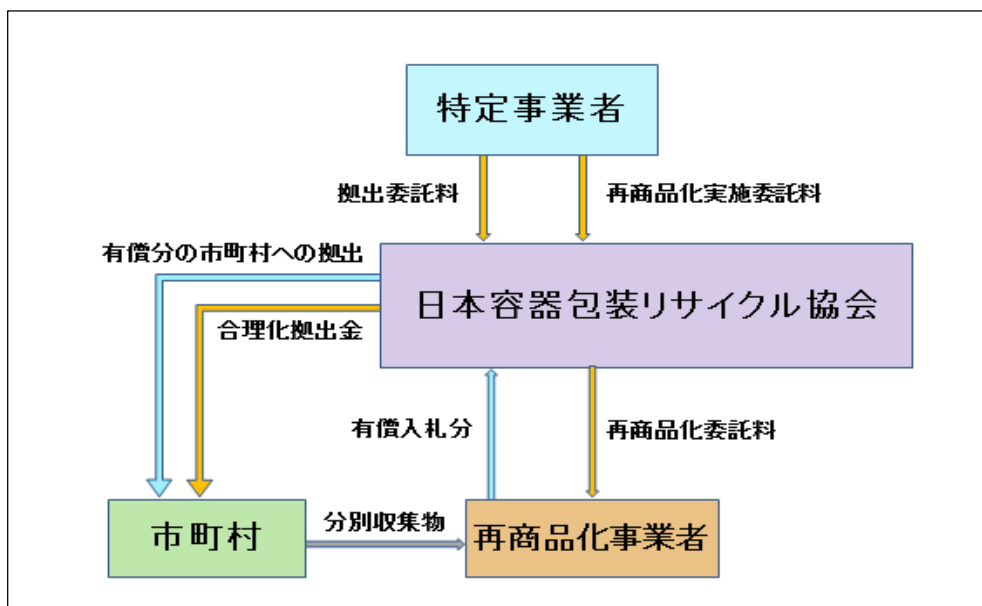 特定事業者
拠出委託料
再商品化実施委託料
有償分の市町村への拠出
日本容器包装リサイクル協会
合理化拠出金
有償入札分
再商品化委託料
市町村
分別収集物
再商品化事業者